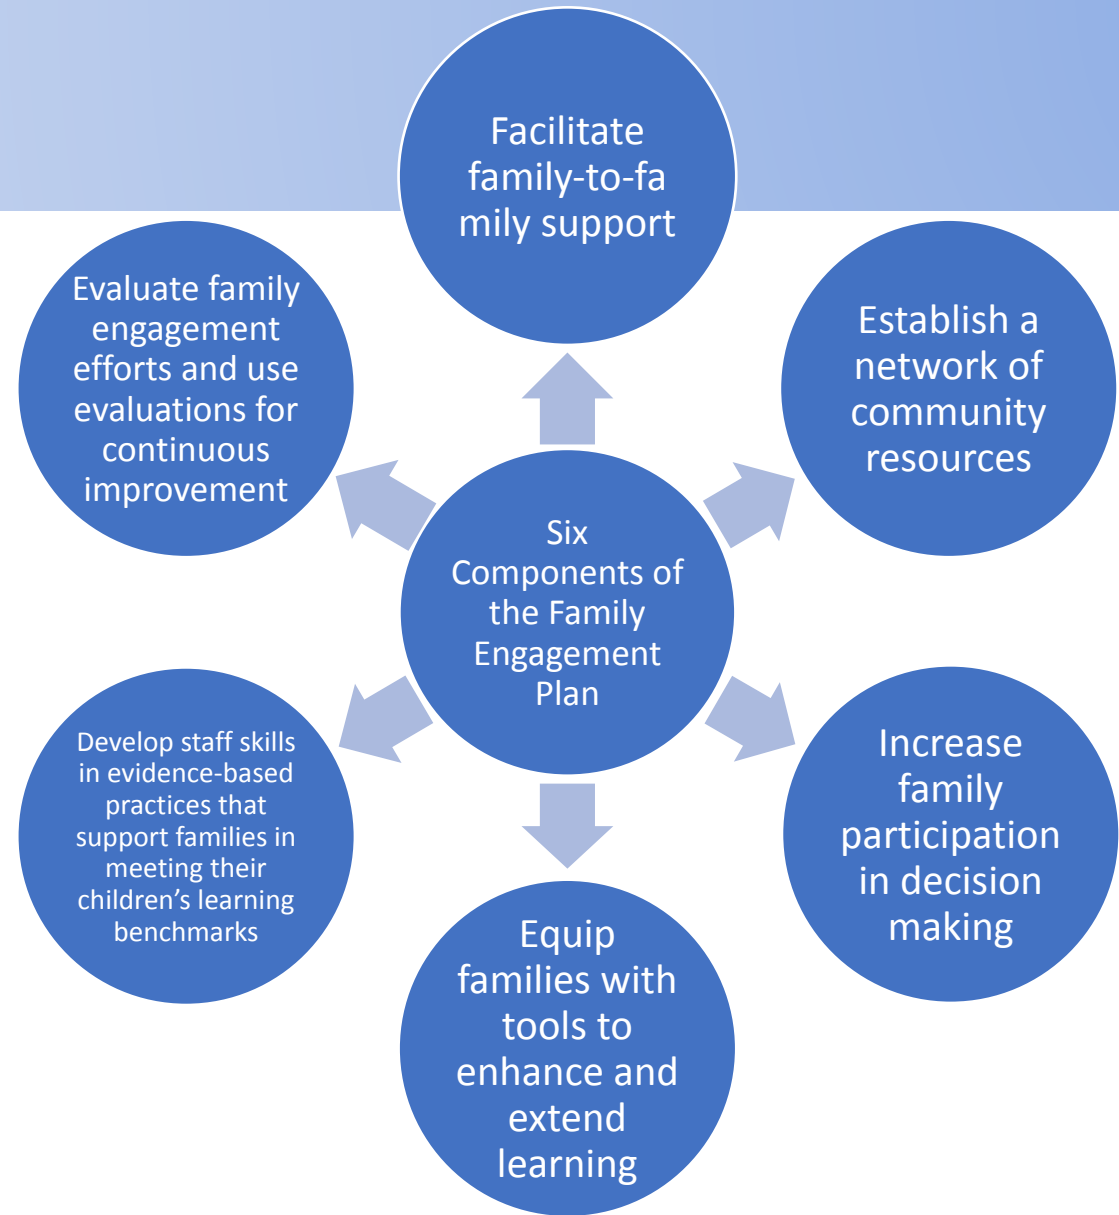 Facilitate
family-to-fa
mily support
Establish a
network of
community
resources
Increase
family
participation
in decision
making
Equip
families with
tools to
enhance and
extend
learning
Develop staff skills
in evidence-based
practices that
support families in
meeting their
children’s learning
benchmarks
Evaluate family
engagement
efforts and use
evaluations for
continuous
improvement
Six
Components of
the Family
Engagement
Plan